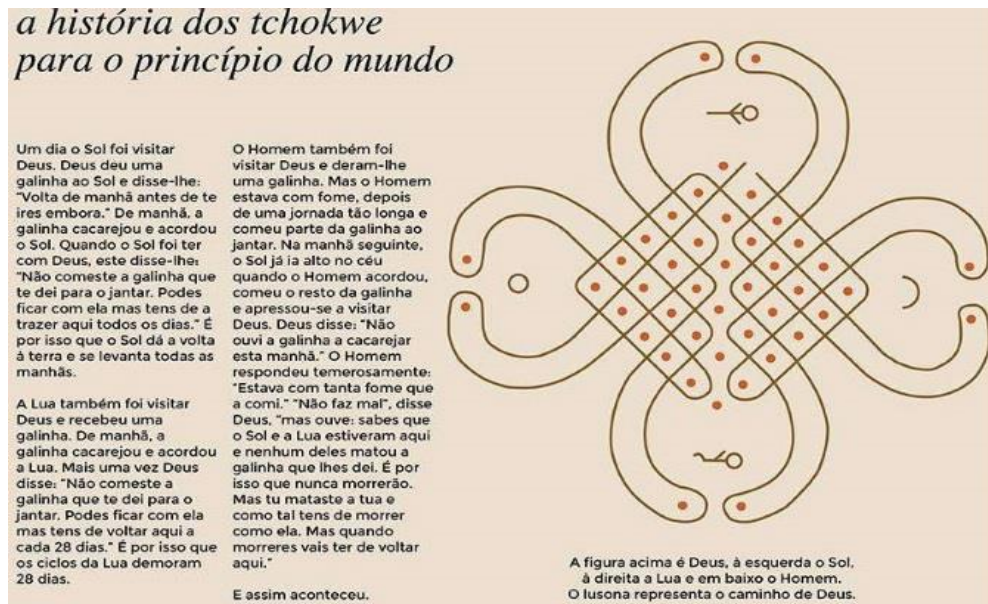 a história dos tchokwe
para o princípio do mundo
Um dia o Sol foi visitar
Deus. Deus deu uma
galinha ao Sol e disse-lhe:
"Volta de manhã antes de te
ires embora." De manhã, a
galinha cacarejou e acordou
o Sol. Quando o Sol foi ter
com Deus, este disse-lhe:
"Não comeste a galinha que
te dei para o jantar. Podes
ficar com ela mas tens de a
trazer aqui todos os dias." É
por isso que o Sol dá a volta
à terra e se levanta todas as
manhãs.
A Lua também foi visitar
Deus e recebeu uma
galinha. De manhã, a
galinha cacarejou e acordou
a Lua. Mais uma vez Deus
disse: "Não comeste a
galinha que te dei para o
jantar. Podes ficar com ela
mas tens de voltar aqui a
cada 28 dias." É por isso que
os ciclos da Lua demoram
28 dias.
O Homem também foi
visitar Deus e deram-lhe
uma galinha. Mas o Homem
estava com fome, depois
de uma jornada tão longa e
comeu parte da galinha ao
jantar. Na manhã seguinte,
o Sol já ia alto no céu
quando o Homem acordou,
comeu o resto da galinha
e apressou-se a visitar
Deus. Deus disse: "Não
ouvi a galinha a cacarejar
esta manhã." O Homem
respondeu temerosamente:
"Estava com tanta fome que
a comi." "Não faz mal", disse
Deus, "mas ouve: sabes que
o Sol e a Lua estiveram aqui
e nenhum deles matou a
galinha que lhes dei. É por
isso que nunca morrerão.
Mas tu mataste a tua e
como tal tens de morrer
como ela. Mas quando
morreres vais ter de voltar
aqui."
E assim aconteceu.
A figura acima é Deus, à esquerda o Sol,
à direita a Lua e em baixo o Homem.
O lusona representa o caminho de Deus.